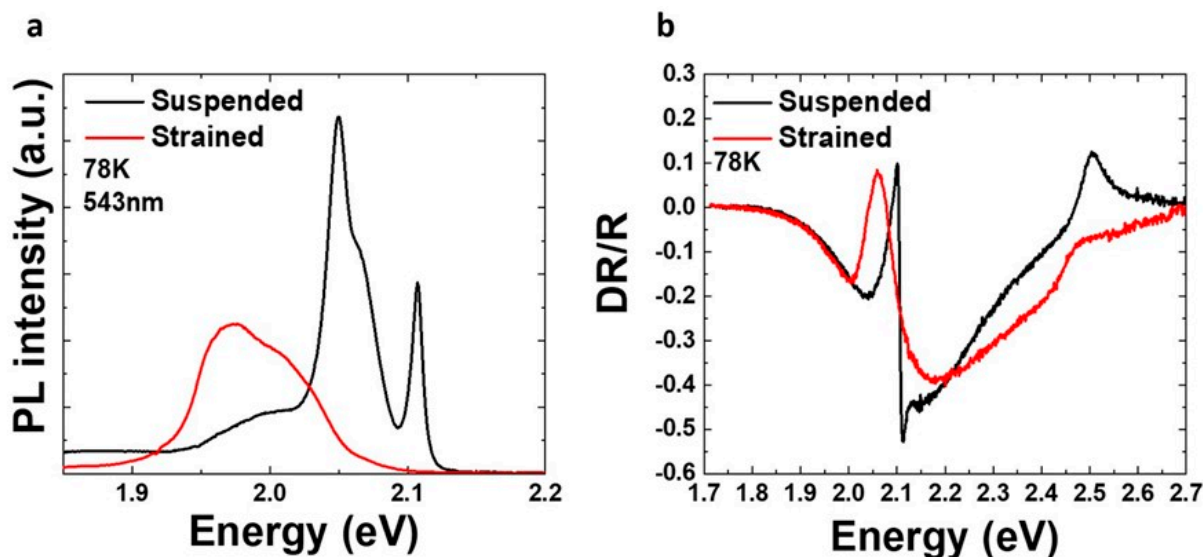 a
Suspended
Strained
78K
543nm
PL intensity (a.u.)
1.9 2.0 2.1 2.2
Energy (eV)
b
Suspended
Strained
78K
0.3
0.2
0.1
0.0
-0.1
-0.2
-0.3
-0.4
-0.5
-0.6
DR/R
1.7 1.8 1.9 2.0 2.1 2.2 2.3 2.4 2.5 2.6 2.7
Energy (eV)